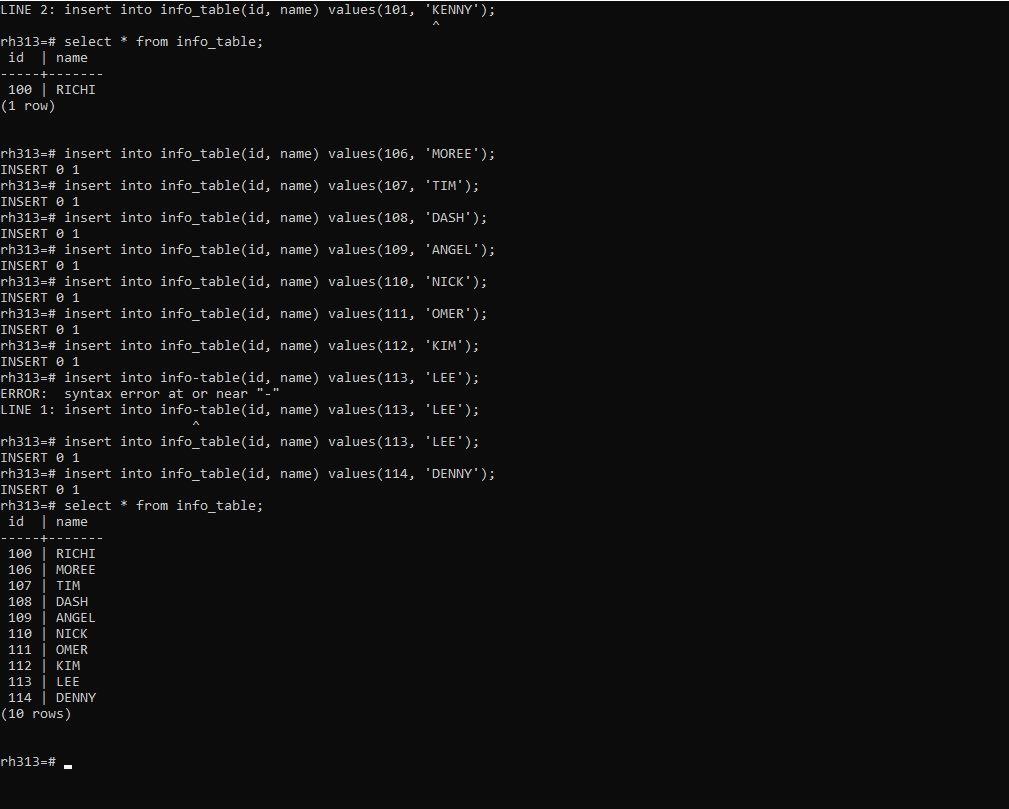 LINE 2: insert into info_table(id, name) values(101, 'KENNY');
                                                      ^
rh313=# select * from info_table;
 id  | name
-----+-------
 100 | RICHI
(1 row)
rh313=# insert into info_table(id, name) values(106, 'MOREE');
INSERT 0 1
rh313=# insert into info_table(id, name) values(107, 'TIM');
INSERT 0 1
rh313=# insert into info_table(id, name) values(108, 'DASH');
INSERT 0 1
rh313=# insert into info_table(id, name) values(109, 'ANGEL');
INSERT 0 1
rh313=# insert into info_table(id, name) values(110, 'NICK');
INSERT 0 1
rh313=# insert into info_table(id, name) values(111, 'OMER');
INSERT 0 1
rh313=# insert into info_table(id, name) values(112, 'KIM');
INSERT 0 1
rh313=# insert into info-table(id, name) values(113, 'LEE');
ERROR:  syntax error at or near "-"
LINE 1: insert into info-table(id, name) values(113, 'LEE');
                        ^
rh313=# insert into info_table(id, name) values(113, 'LEE');
INSERT 0 1
rh313=# insert into info_table(id, name) values(114, 'DENNY');
INSERT 0 1
rh313=# select * from info_table;
 id  | name
-----+-------
 100 | RICHI
 106 | MOREE
 107 | TIM
 108 | DASH
 109 | ANGEL
 110 | NICK
 111 | OMER
 112 | KIM
 113 | LEE
 114 | DENNY
(10 rows)
rh313=#